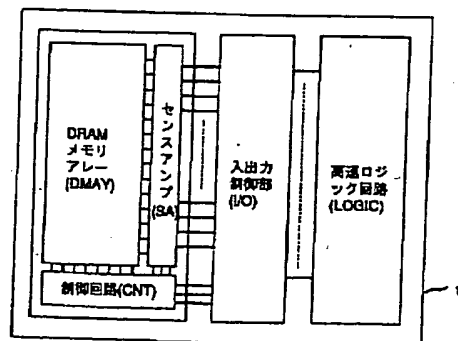 DRAM
メモリ
アレー
(DMAY)
センスアンプ
(SA)
入出力
制御部
(I/O)
高速ロジ
ック回路
(LOGIC)
制御回路(CNT)